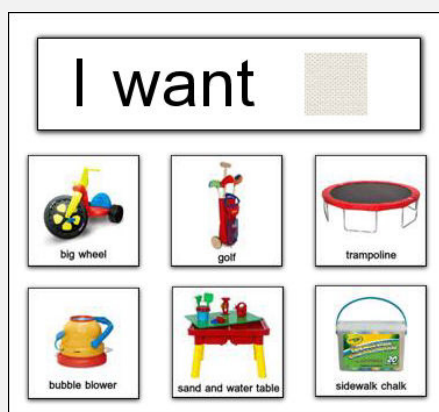 I want
big wheel
golf
trampoline
bubble blower
sand and water table
sidewalk chalk